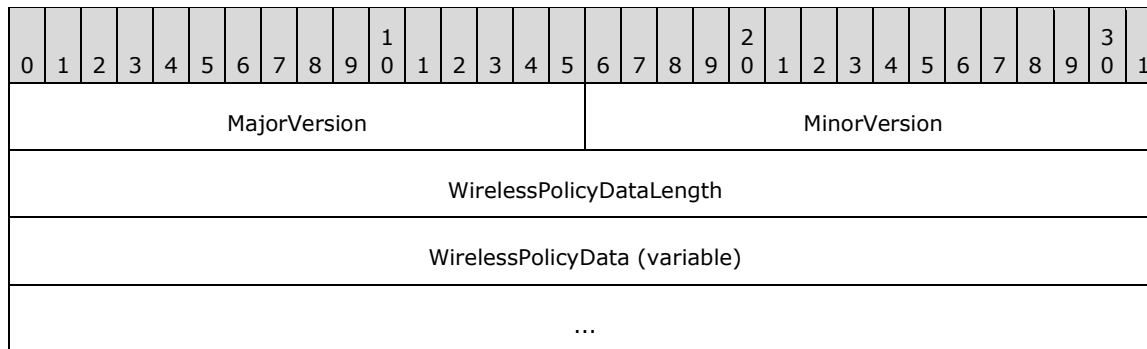 1 2 3
0 1 2 3 4 5 6 7 8 9 0 1 2 3 4 5 6 7 8 9 0 1 2 3 4 5 6 7 8 9 0 1
MajorVersion MinorVersion
WirelessPolicyDataLength
WirelessPolicyData (variable)
...